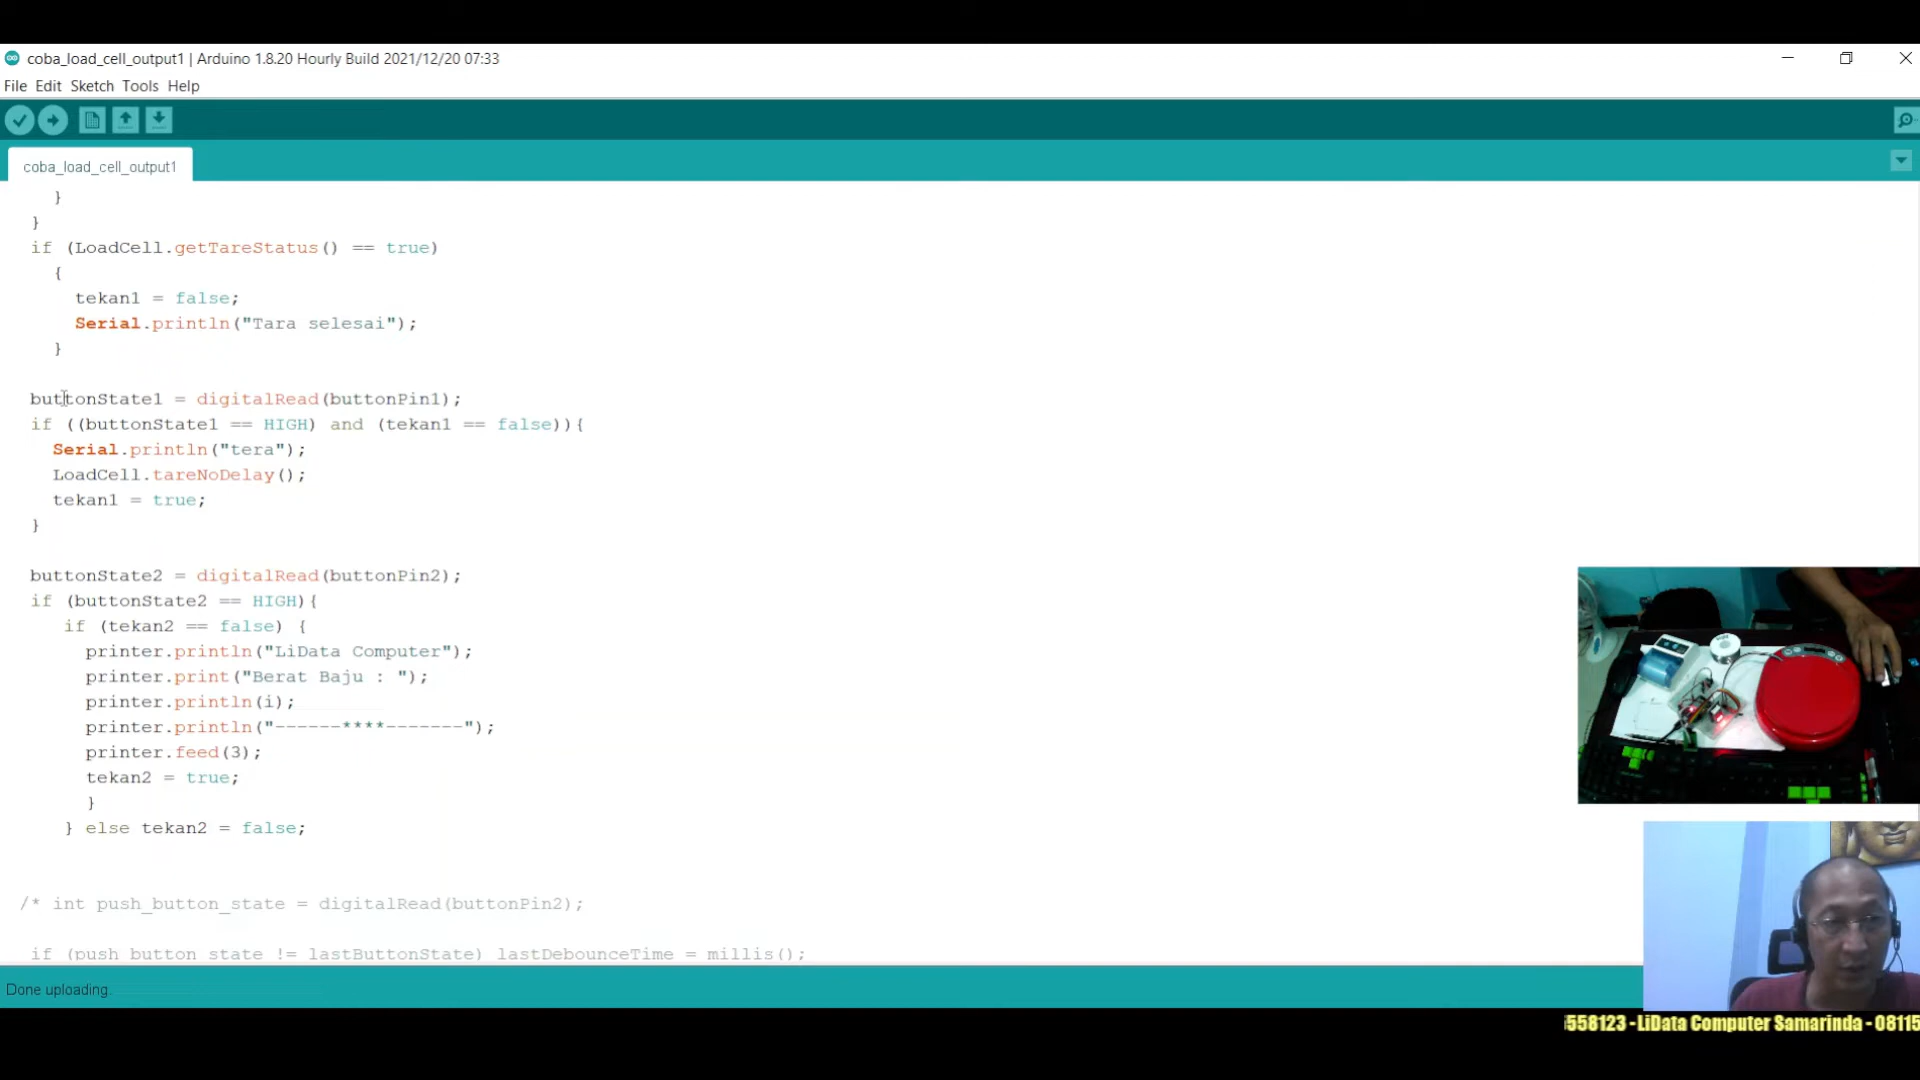 coba_load_cell_output1 | Arduino 1.8.20 Hourly Build 2021/12/20 07:33
File Edit Sketch Tools Help
coba_load_cell_output1
}
}
if (LoadCell.getTareStatus() == true)
{
tekan1 = false;
Serial.println("Tara selesai");
}
buttonState1 = digitalRead(buttonPin1);
if ((buttonState1 == HIGH) and (tekan1 == false)){
Serial.println("tera");
LoadCell.tareNoDelay();
tekan1 = true;
}
buttonState2 = digitalRead(buttonPin2);
if (buttonState2 == HIGH){
if (tekan2 == false) {
printer.println("LiData Computer");
printer.print("Berat Baju : ");
printer.println(i);
printer.println("------****-------");
printer.feed(3);
tekan2 = true;
}
} else tekan2 = false;
/* int push_button_state = digitalRead(buttonPin2);
if (push_button_state != lastButtonState) lastDebounceTime = millis();
Done uploading.
558123 - LiData Computer Samarinda - 08115